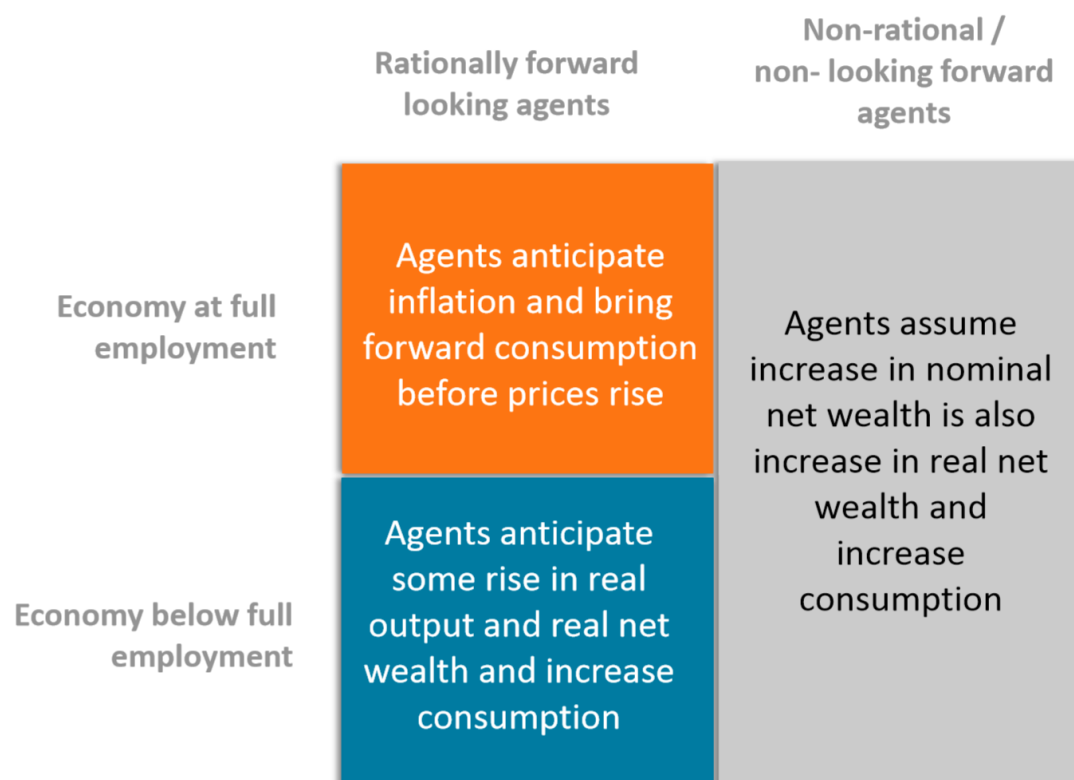 Rationally forward
looking agents
Non-rational /
non- looking forward
agents
Economy at full
employment
Agents anticipate
inflation and bring
forward consumption
before prices rise
Agents assume
increase in nominal
net wealth is also
increase in real net
wealth and
increase
consumption
Economy below full
employment
Agents anticipate
some rise in real
output and real net
wealth and increase
consumption